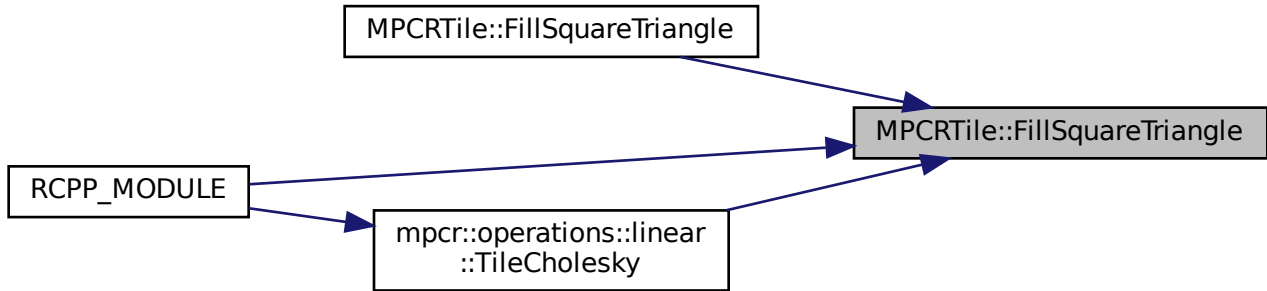 MPCRTile::FillSquareTriangle
MPCRTile::FillSquareTriangle
RCPP_MODULE
mpcr::operations::linear
::TileCholesky